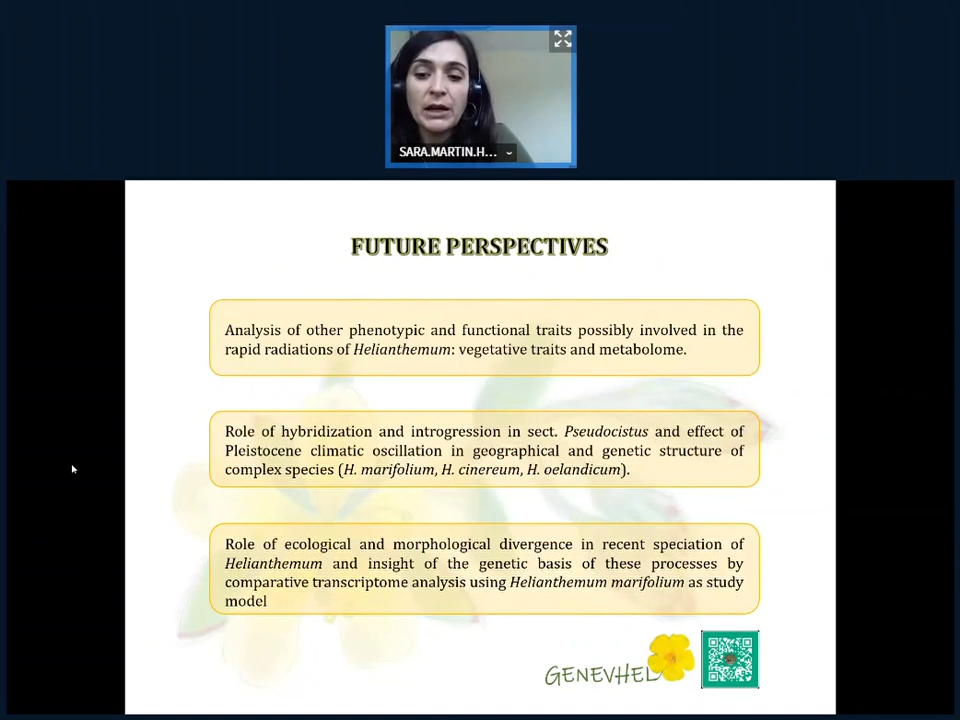 SARA.MARTIN.H...
FUTURE PERSPECTIVES
Analysis of other phenotypic and functional traits possibly involved in the
rapid radiations of Helianthemum: vegetative traits and metabolome.
Role of hybridization and introgression in sect. Pseudocistus and effect of
Pleistocene climatic oscillation in geographical and genetic structure of
complex species (H. marifolium, H. cinereum, H. oelandicum).
Role of ecological and morphological divergence in recent speciation of
Helianthemum and insight of the genetic basis of these processes by
comparative transcriptome analysis using Helianthemum marifolium as study
model
GENEVHEL